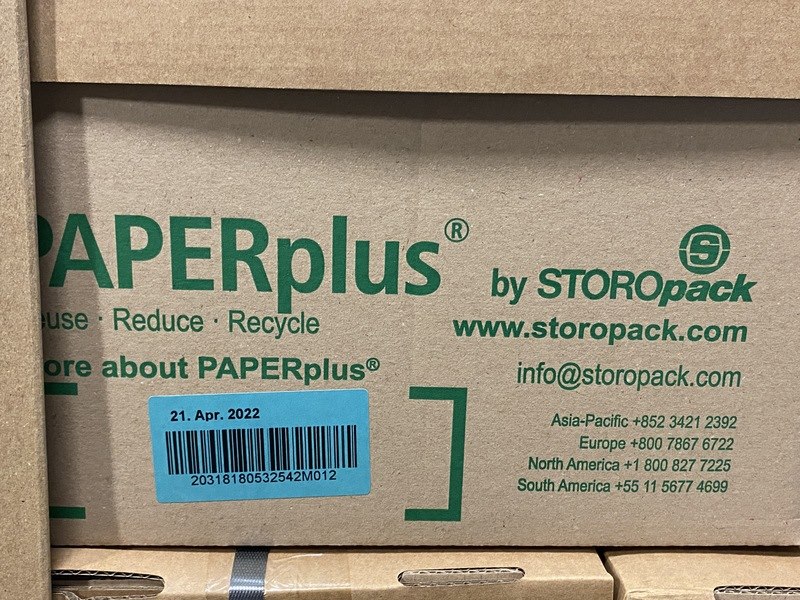 PAPERplus®
S
by STOROpack
euse · Reduce · Recycle
www.storopack.com
ore about PAPERplus®
info@storopack.com
21. Apr. 2022
20318180532542M012
Asia-Pacific +852 3421 2392
Europe +800 7867 6722
North America +1 800 827 7225
South America +55 11 5677 4699